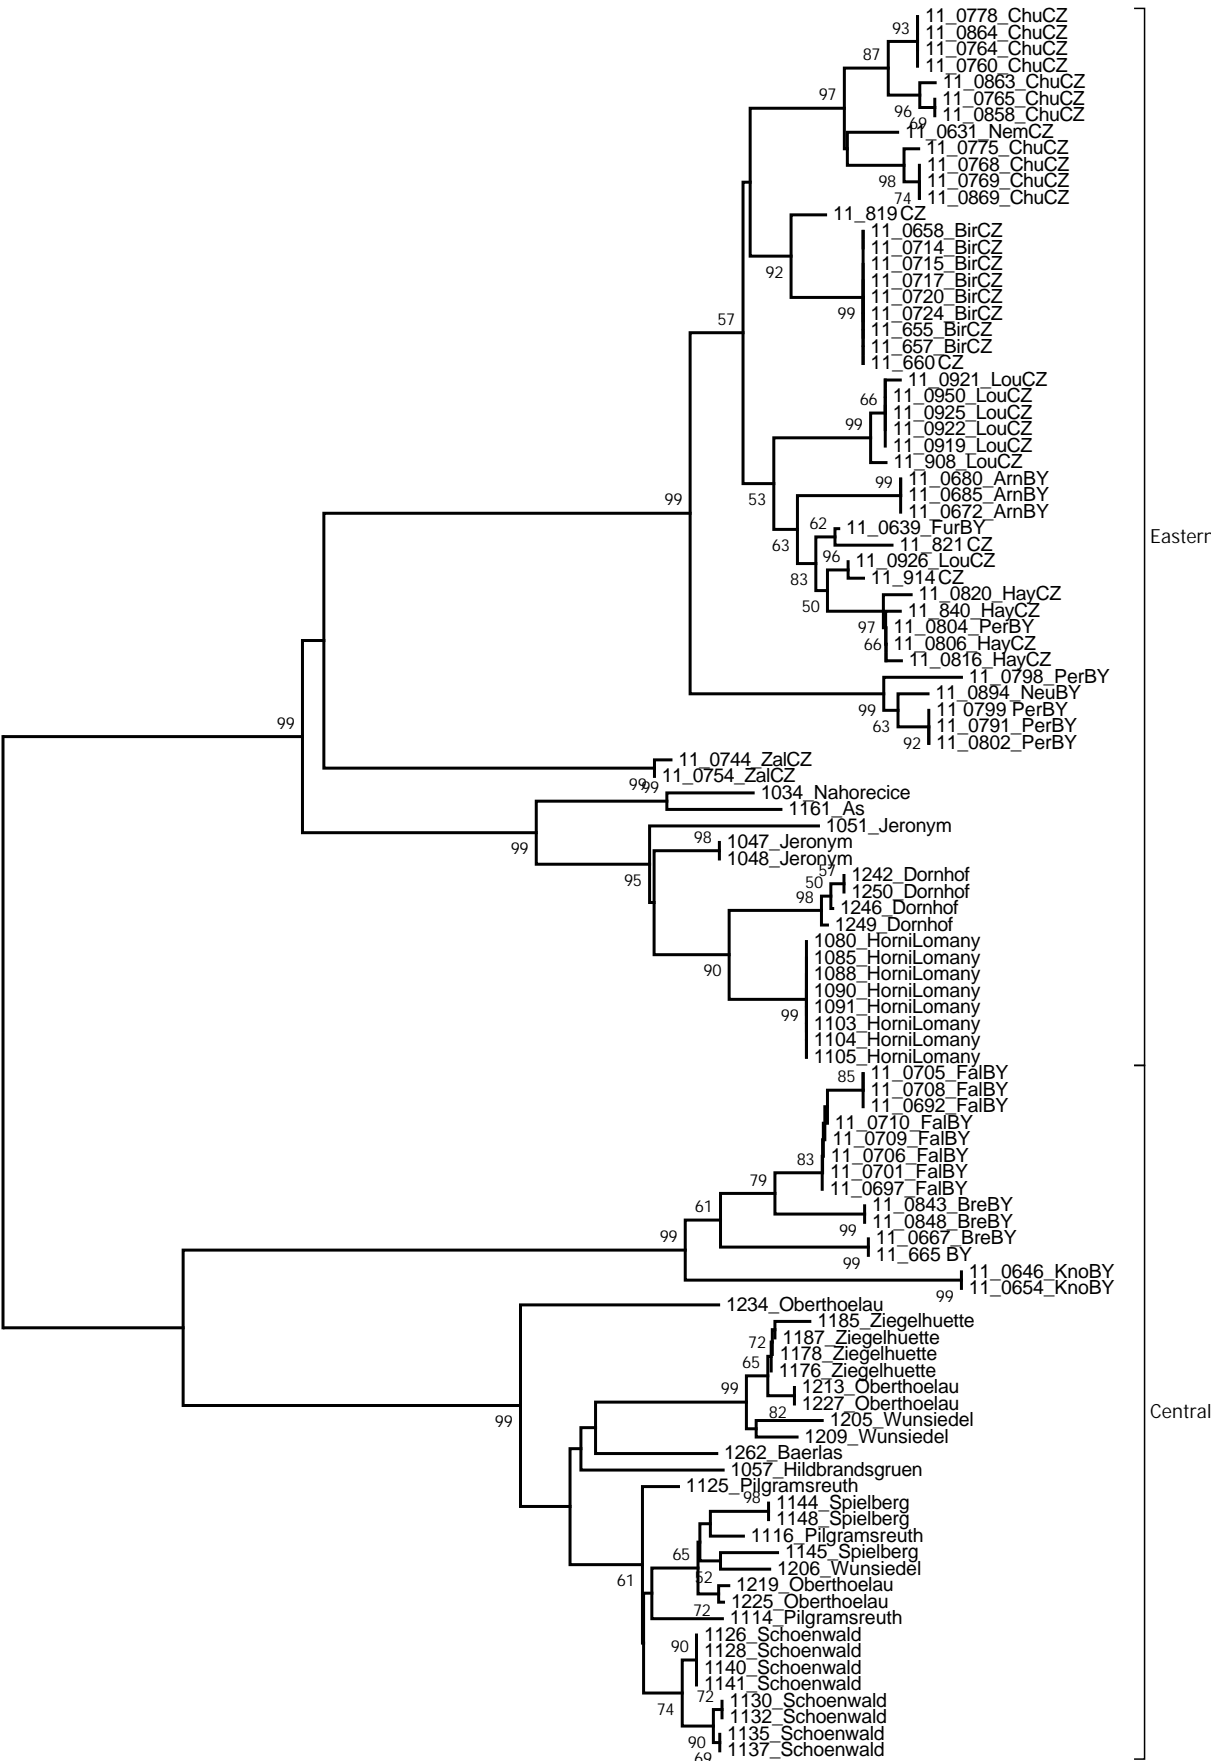 11_0778_ChuCZ
93
11_0864_ChuCZ
11_0764_ChuCZ
87
11_0760_ChuCZ
11_0863_ChuCZ
97
11_0765_ChuCZ
96
11_0858_ChuCZ
69
11_0631_NemCZ
11_0775_ChuCZ
11_0768_ChuCZ
98
11_0769_ChuCZ
74
11_0869_ChuCZ
11_819 CZ
11_0658_BirCZ
11_0714_BirCZ
11_0715_BirCZ
92
11_0717_BirCZ
11_0720_BirCZ
99
11_0724_BirCZ
57
11_655_BirCZ
11_657_BirCZ
11_660 CZ
11_0921_LouCZ
66
11_0950_LouCZ
11_0925_LouCZ
99
11_0922_LouCZ
11_0919_LouCZ
11_908_LouCZ
99
11_0680_ArnBY
99
53
11_0685_ArnBY
11_0672_ArnBY
62
11_0639_FurBY
63
11_821 CZ
Eastern
96
11_0926_LouCZ
83
11_914 CZ
11_0820_HayCZ
50
11_840_HayCZ
97
11_0804_PerBY
66
11_0806_HayCZ
11_0816_HayCZ
11_0798_PerBY
11_0894_NeuBY
99
11 0799 PerBY
63
11_0791_PerBY
99
92
11_0802_PerBY
11_0744_ZalCZ
11_0754_ZalCZ
99
99
1034_Nahorecice
1161_As
1051_Jeronym
98
1047_Jeronym
99
1048_Jeronym
57
1242_Dornhof
95
50
1250_Dornhof
98
1246_Dornhof
1249_Dornhof
1080_HorniLomany
1085_HorniLomany
90
1088_HorniLomany
1090_HorniLomany
1091_HorniLomany
99
1103_HorniLomany
1104_HorniLomany
1105_HorniLomany
85
11_0705_FalBY
11_0708_FalBY
11_0692_FalBY
11_0710_FalBY
11_0709_FalBY
83
11_0706_FalBY
79
11_0701_FalBY
11_0697_FalBY
61
11_0843_BreBY
99
11_0848_BreBY
99
11_0667_BreBY
99
11_665 BY
11_0646_KnoBY
99
11_0654_KnoBY
1234_Oberthoelau
1185_Ziegelhuette
72
1187_Ziegelhuette
65
1178_Ziegelhuette
1176_Ziegelhuette
99
1213_Oberthoelau
1227_Oberthoelau
82
99
1205_Wunsiedel
Central
1209_Wunsiedel
1262_Baerlas
1057_Hildbrandsgruen
1125_Pilgramsreuth
98
1144_Spielberg
1148_Spielberg
1116_Pilgramsreuth
65
1145_Spielberg
61
52
1206_Wunsiedel
1219_Oberthoelau
72
1225_Oberthoelau
1114_Pilgramsreuth
1126_Schoenwald
90
1128_Schoenwald
1140_Schoenwald
1141_Schoenwald
72
1130_Schoenwald
74
1132_Schoenwald
90
1135_Schoenwald
69
1137_Schoenwald